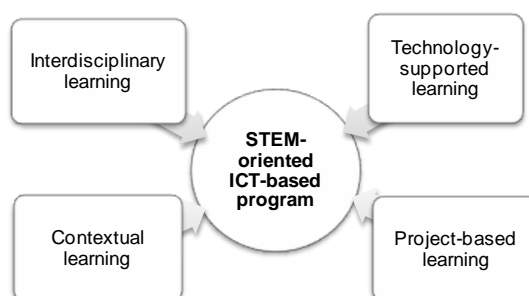 Interdisciplinary
learning
Technology-
supported
learning
STEM-
oriented
ICT-based
program
Contextual
learning
Project-based
learning